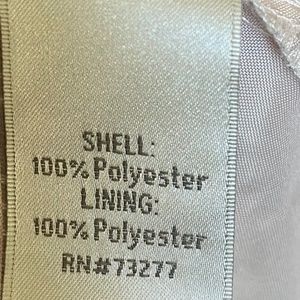 SHELL:
100% Polyester
LINING:
100% Polyester
RN#73277